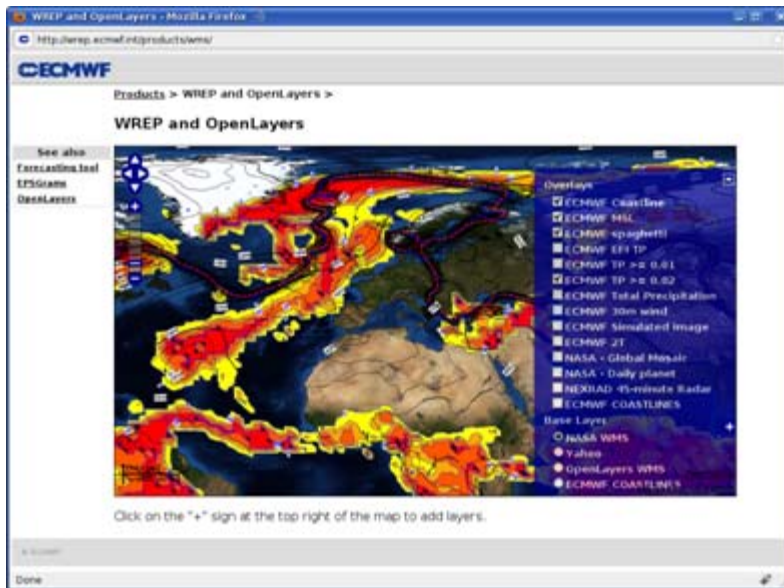 WREP and OpenLayers - Mozilla Firefox
http://wrep.ecmwf.int/products/wms/
ECMWF
Products > WREP and OpenLayers >
WREP and OpenLayers
See also
Forecasting tool
EPSGrams
OpenLayers
Overlays
ECMWF Coastline
ECMWF MSL
ECMWF spaghetti
ECMWF EFI TP
ECMWF TP >= 0.01
ECMWF TP >= 0.02
ECMWF Total Precipitation
ECMWF 30m wind
ECMWF Simulated image
ECMWF 2T
NASA - Global Mosaic
NASA - Daily planet
NEXRAD 45-minute Radar
ECMWF COASTLINES
Base Layer
NASA WMS
Yahoo
OpenLayers WMS
ECMWF COASTLINES
Click on the "+" sign at the top right of the map to add layers.
Done